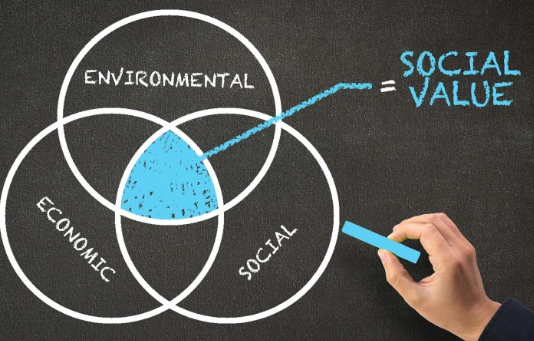 ENVIRONMENTAL
= SOCIAL
VALUE
ECONOMIC
SOCIAL